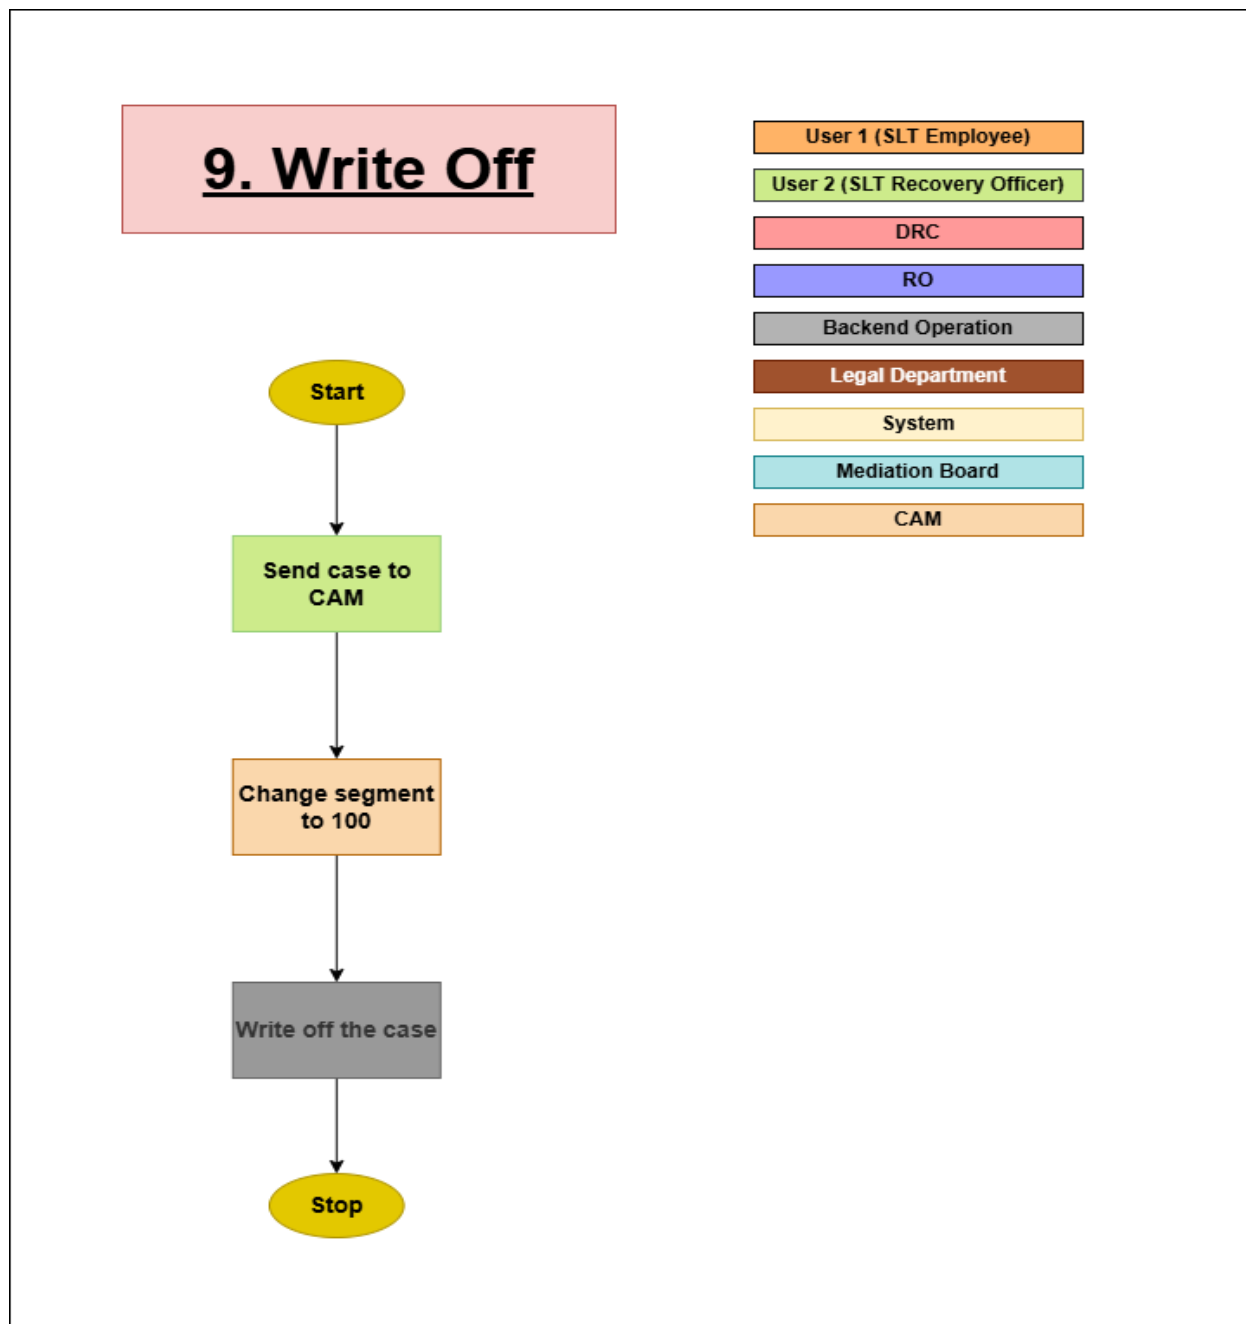 9. Write Off
User 1 (SLT Employee)
User 2 (SLT Recovery Officer)
DRC
RO
Backend Operation
Legal Department
System
Mediation Board
CAM
Start
Send case to
CAM
Change segment
to 100
Write off the case
Stop